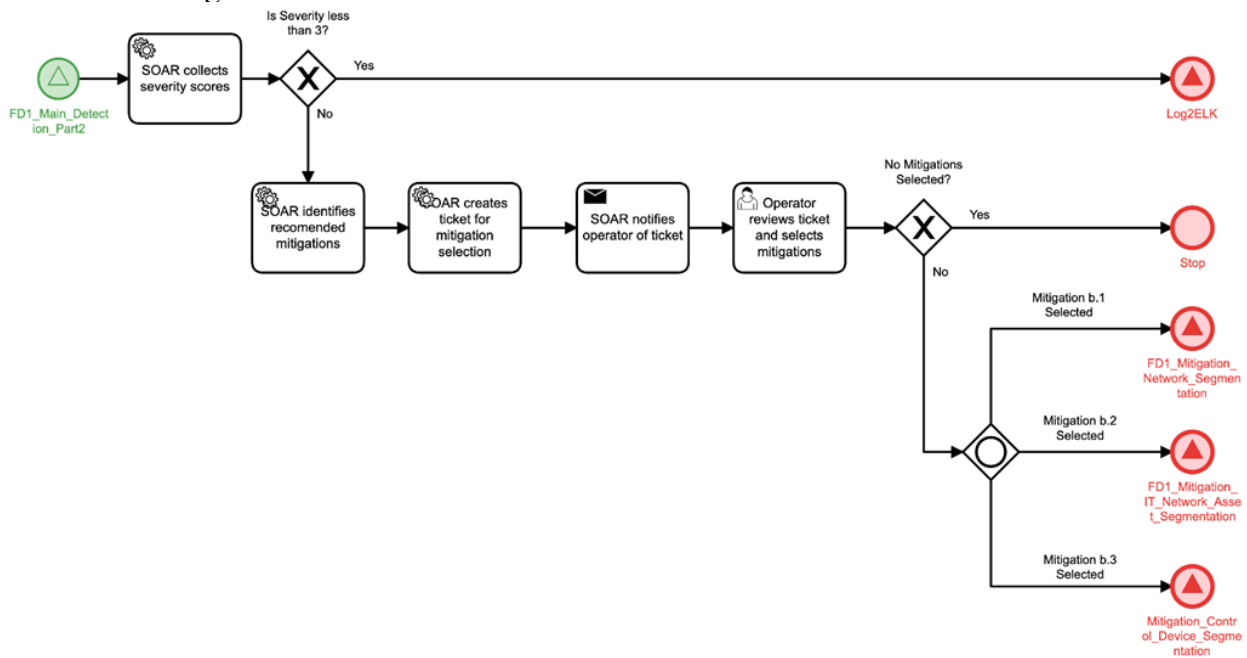 Is Severity less
than 3?
SOAR collects
severity scores
Yes
FD1_Main_Detect
ion_Part2
Log2ELK
No
No Mitigations
Selected?
SOAR identifies
recomended
mitigations
OAR creates
ticket for
mitigation
selection
SOAR notifies
operator of ticket
Operator
reviews ticket
and selects
mitigations
Yes
Stop
No
Mitigation b.1
Selected
FD1_Mitigation_
Network_Segmen
tation
Mitigation b.2
Selected
FD1_Mitigation_
IT_Network_Asse
t_Segmentation
Mitigation b.3
Selected
Mitigation_Contr
ol_Device_Segme
ntation